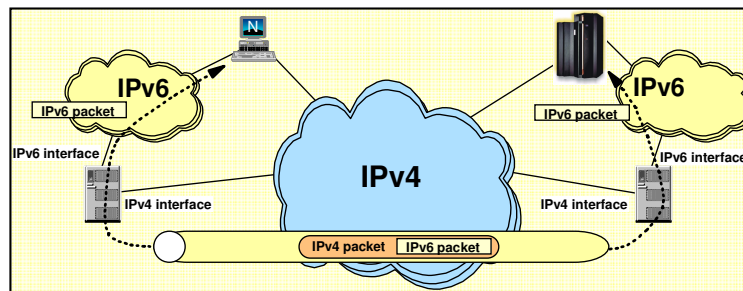 N
IPv6
IPv6
IPv6 packet
IPv6 packet
IPv6 interface
IPv6 interface
IPv4
IPv4 interface
IPv4 interface
IPv4 packet
IPv6 packet